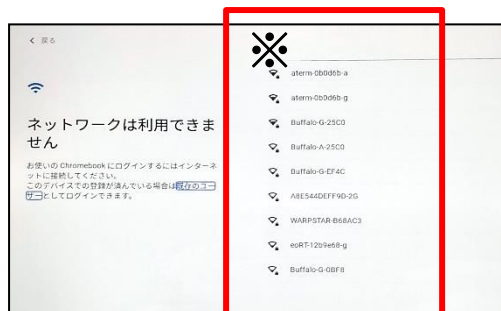 く 戻る
ネットワークは利用できま
せん
お使いの Chromebook にログインするにはインターネ
ットに接続してください。
このデバイスでの登録が済んでいる場合は既存のユー
ザーとしてログインできます。
※
aterm-0b0d6b-a
aterm-0b0d6b-g
Buffalo-G-25C0
Buffalo-A-25C0
Buffalo-G-EF4C
A8E544DEFF9D-2G
WARPSTAR-B68AC3
eoRT-12b9e68-g
Buffalo-G-0BF8